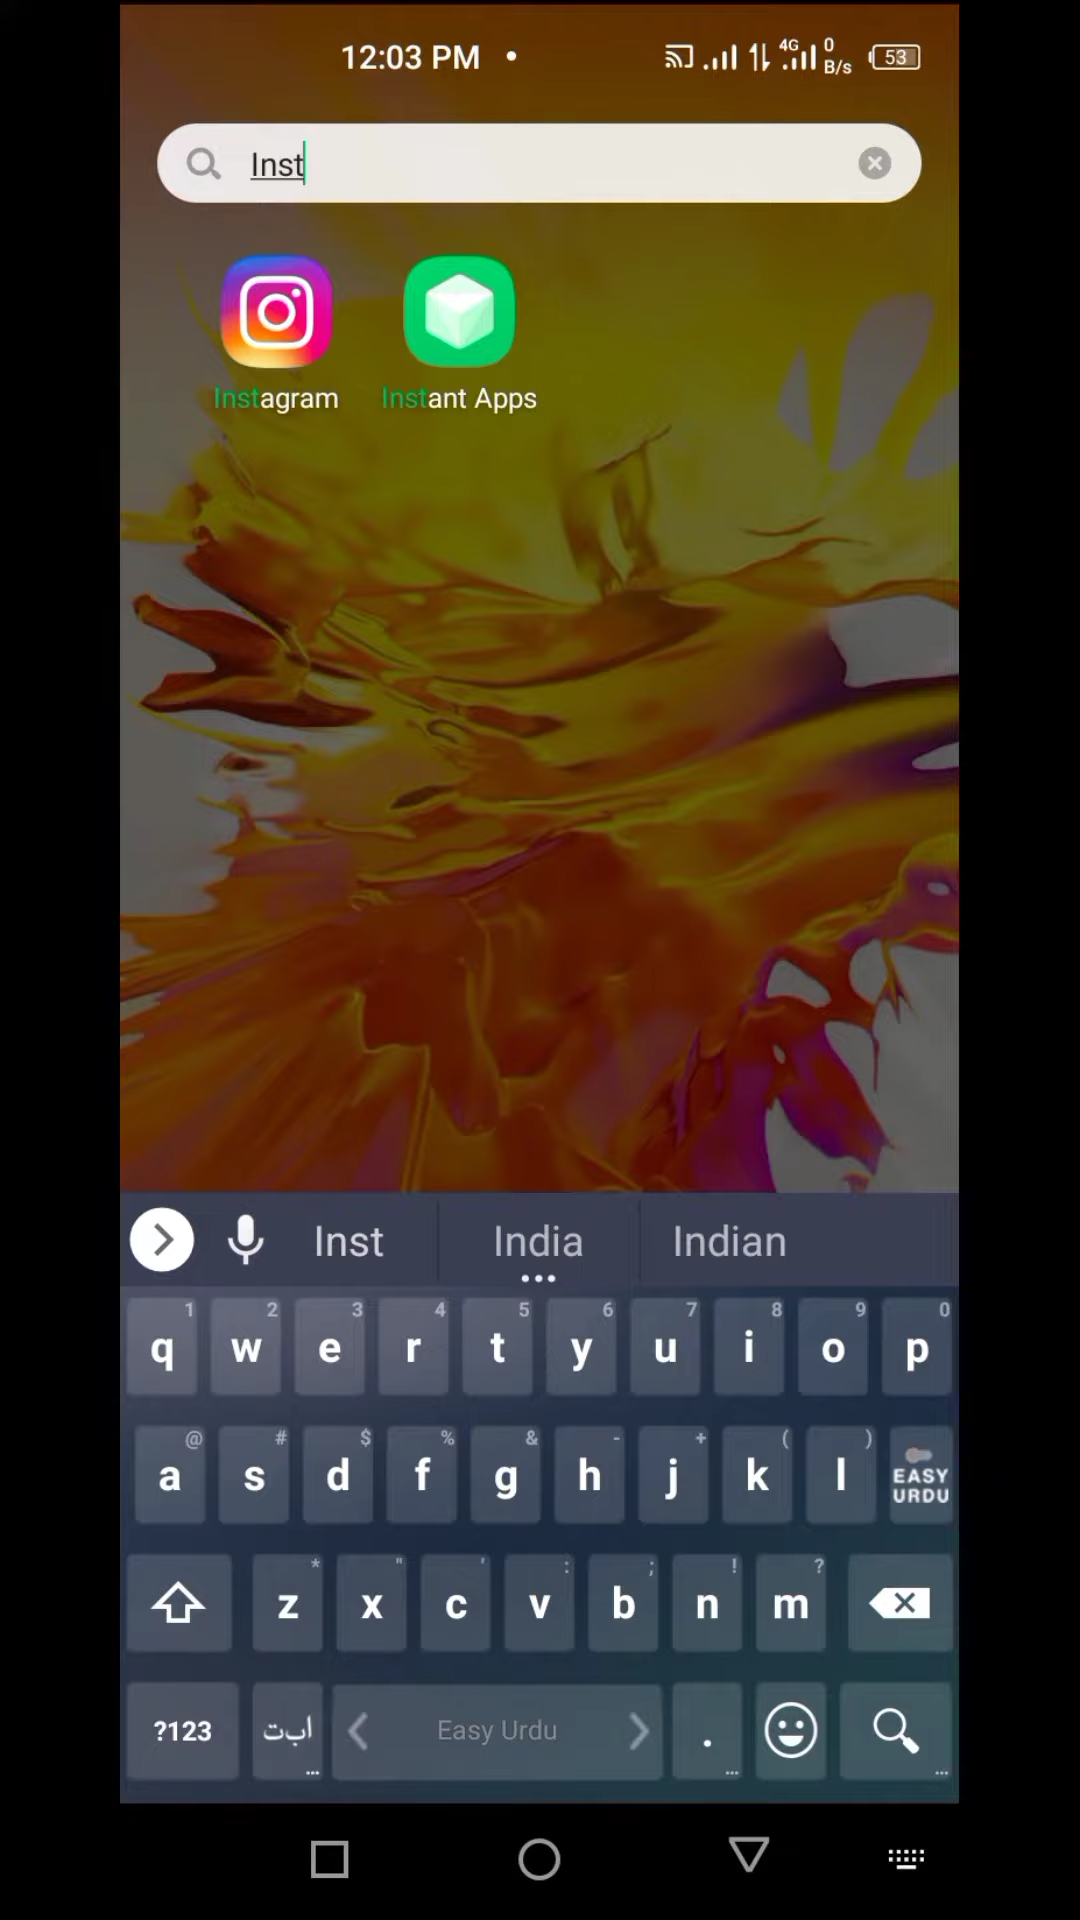 12:03 PM • 4G 0 B/s 53
Inst
Instagram Instant Apps
Inst India Indian
1 2 3 4 5 6 7 8 9 0
q w e r t y u i o p
@ # $ % & - + ( )
a s d f g h j k l EASY URDU
* " ' : ; ! ?
z x c v b n m
?123 ا ب ت Easy Urdu .